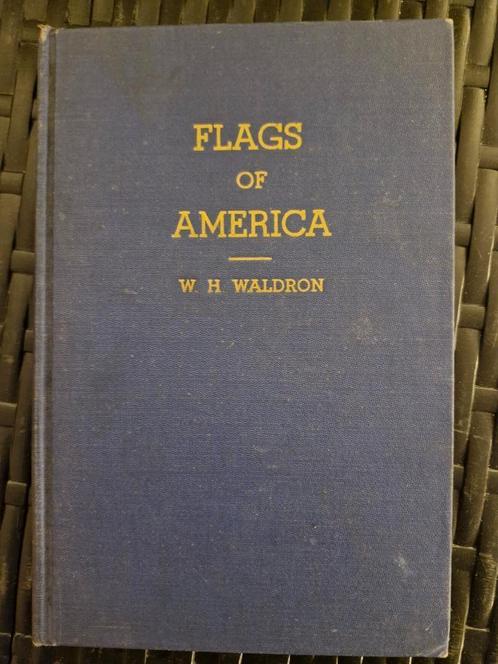 FLAGS
OF
AMERICA
W. H. WALDRON